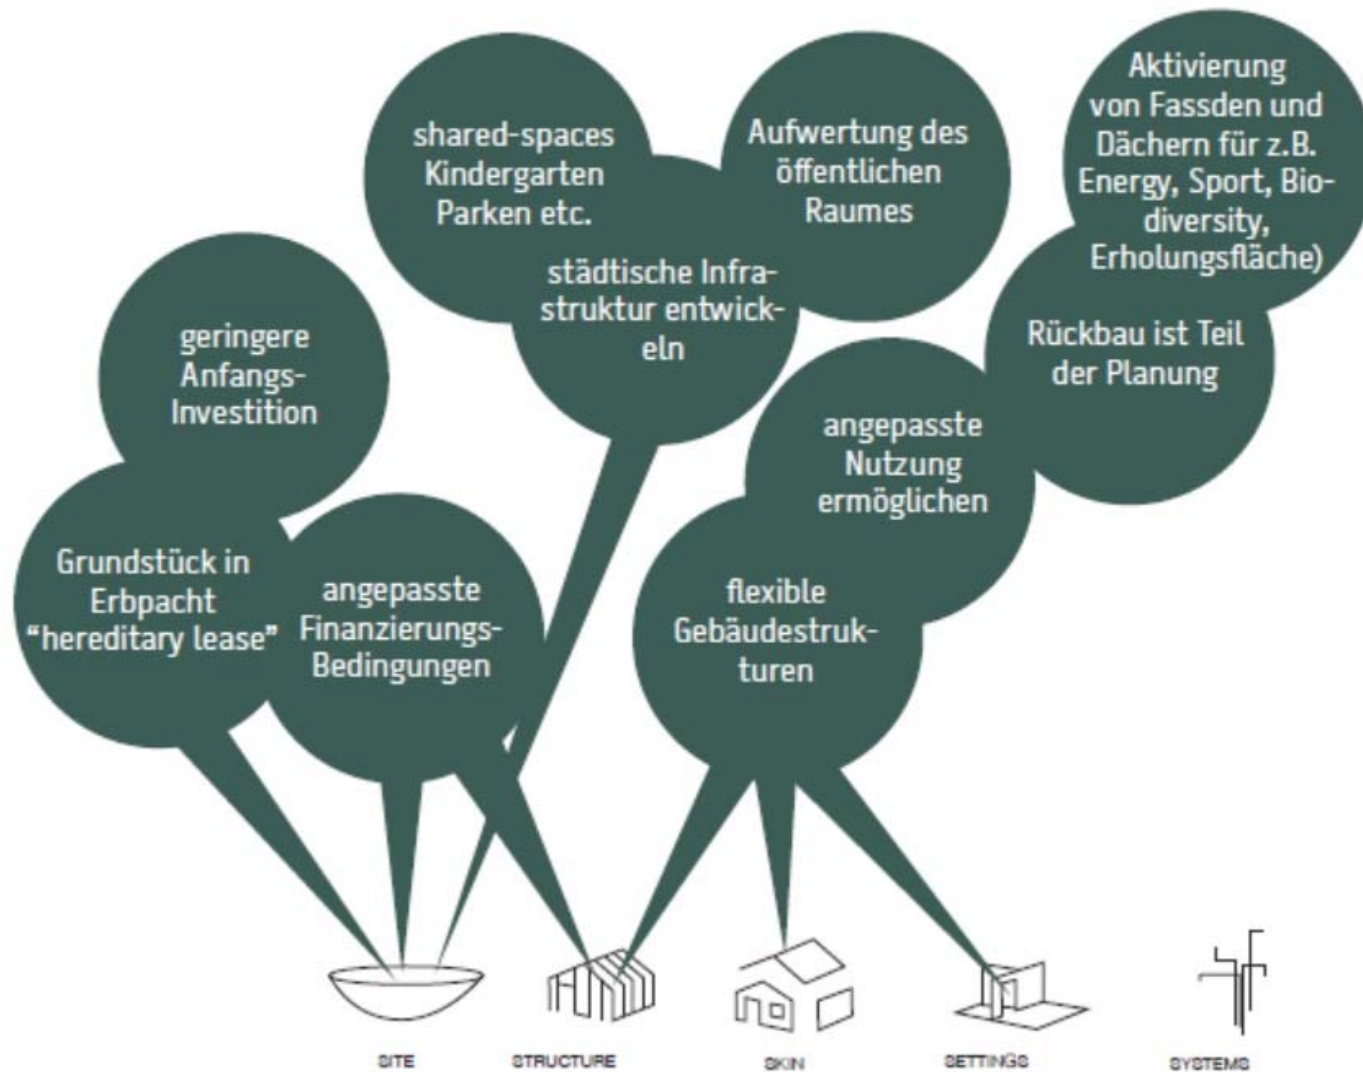 shared-spaces
Kindergarten
Parken etc.
Aufwertung des
öffentlichen
Raumes
Aktivierung
von Fassden und
Dächern für z.B.
Energy, Sport, Bio-
diversity,
Erholungsfläche)
städtische Infra-
struktur entwick-
eln
geringere
Anfangs-
Investition
Rückbau ist Teil
der Planung
angepasste
Nutzung
ermöglichen
Grundstück in
Erbpacht
“hereditary lease”
angepasste
Finanzierungs-
Bedingungen
flexible
Gebäudestruk-
turen
SITE
STRUCTURE
SKIN
SETTINGS
SYSTEMS